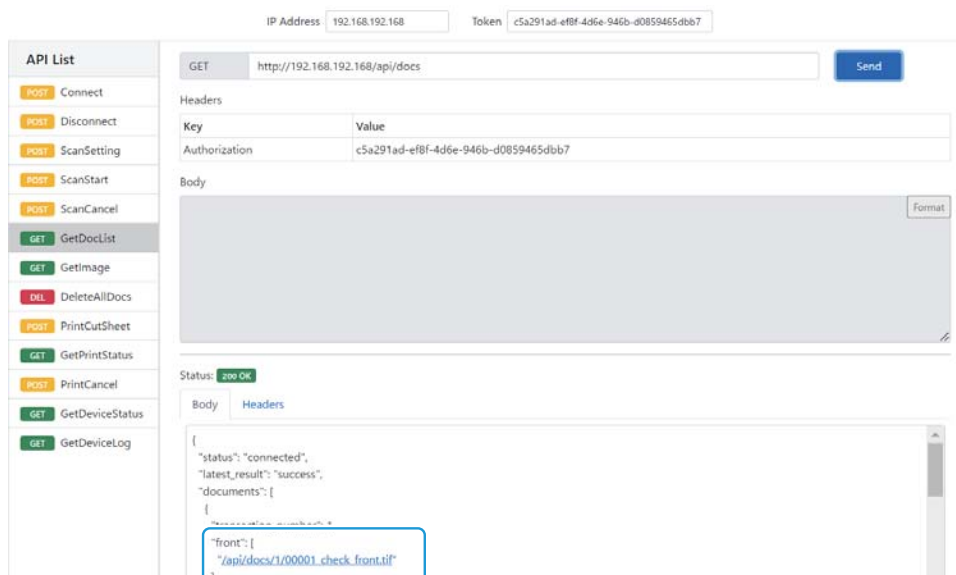 IP Address 192.168.192.168 Token c5a291ad-ef8f-4d6e-946b-d0859465dbb7
API List
POST Connect
POST Disconnect
POST ScanSetting
POST ScanStart
POST ScanCancel
GET GetDocList
GET GetImage
DEL DeleteAllDocs
POST PrintCutSheet
GET GetPrintStatus
POST PrintCancel
GET GetDeviceStatus
GET GetDeviceLog
GET http://192.168.192.168/api/docs Send
Headers
Key Value
Authorization c5a291ad-ef8f-4d6e-946b-d0859465dbb7
Body
Format
Status: 200 OK
Body Headers
{
"status": "connected",
"latest_result": "success",
"documents": [
{
"front": [
"/api/docs/1/00001_check_front.tif"